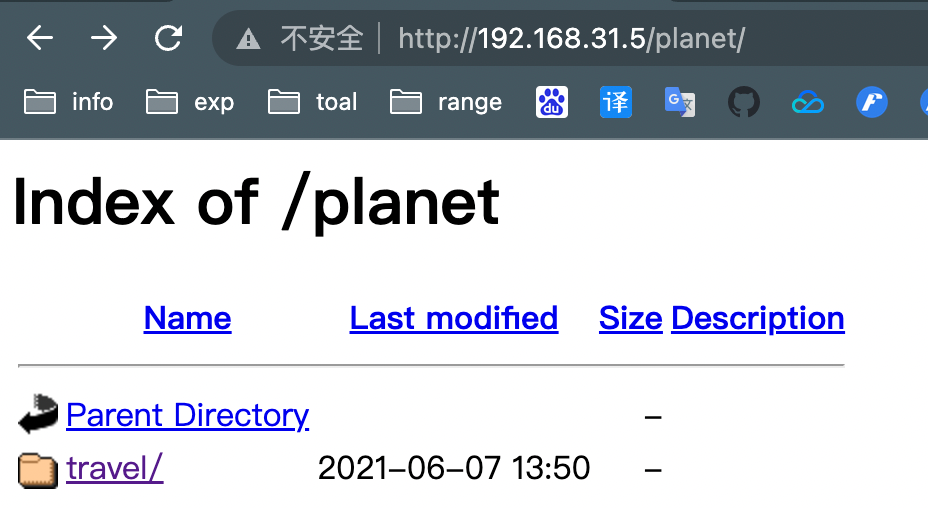 不安全 http://192.168.31.5/planet/
info exp toal range du 译 G 文
Index of /planet
Name Last modified Size Description
Parent Directory –
travel/ 2021–06–07 13:50 –